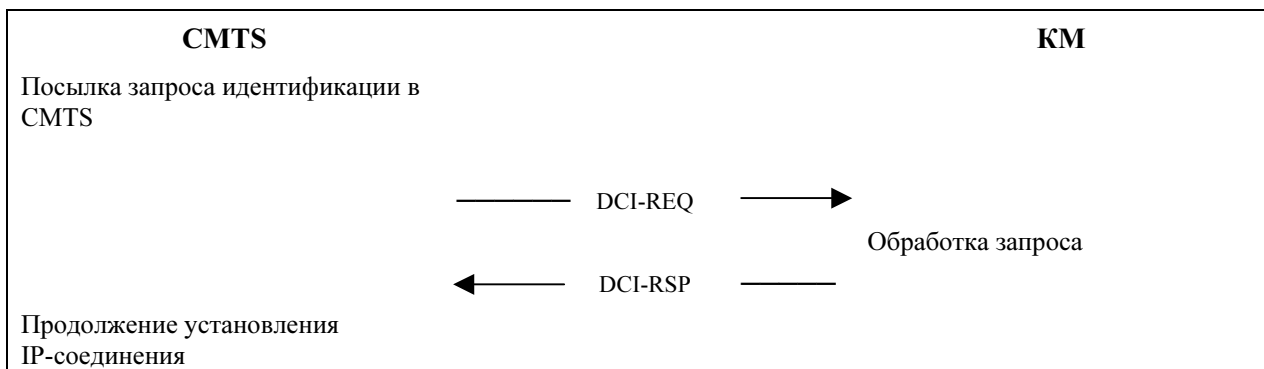 CMTS КМ
Посылка запроса идентификации в
CMTS
DCI-REQ
Обработка запроса
DCI-RSP
Продолжение установления
IP-соединения